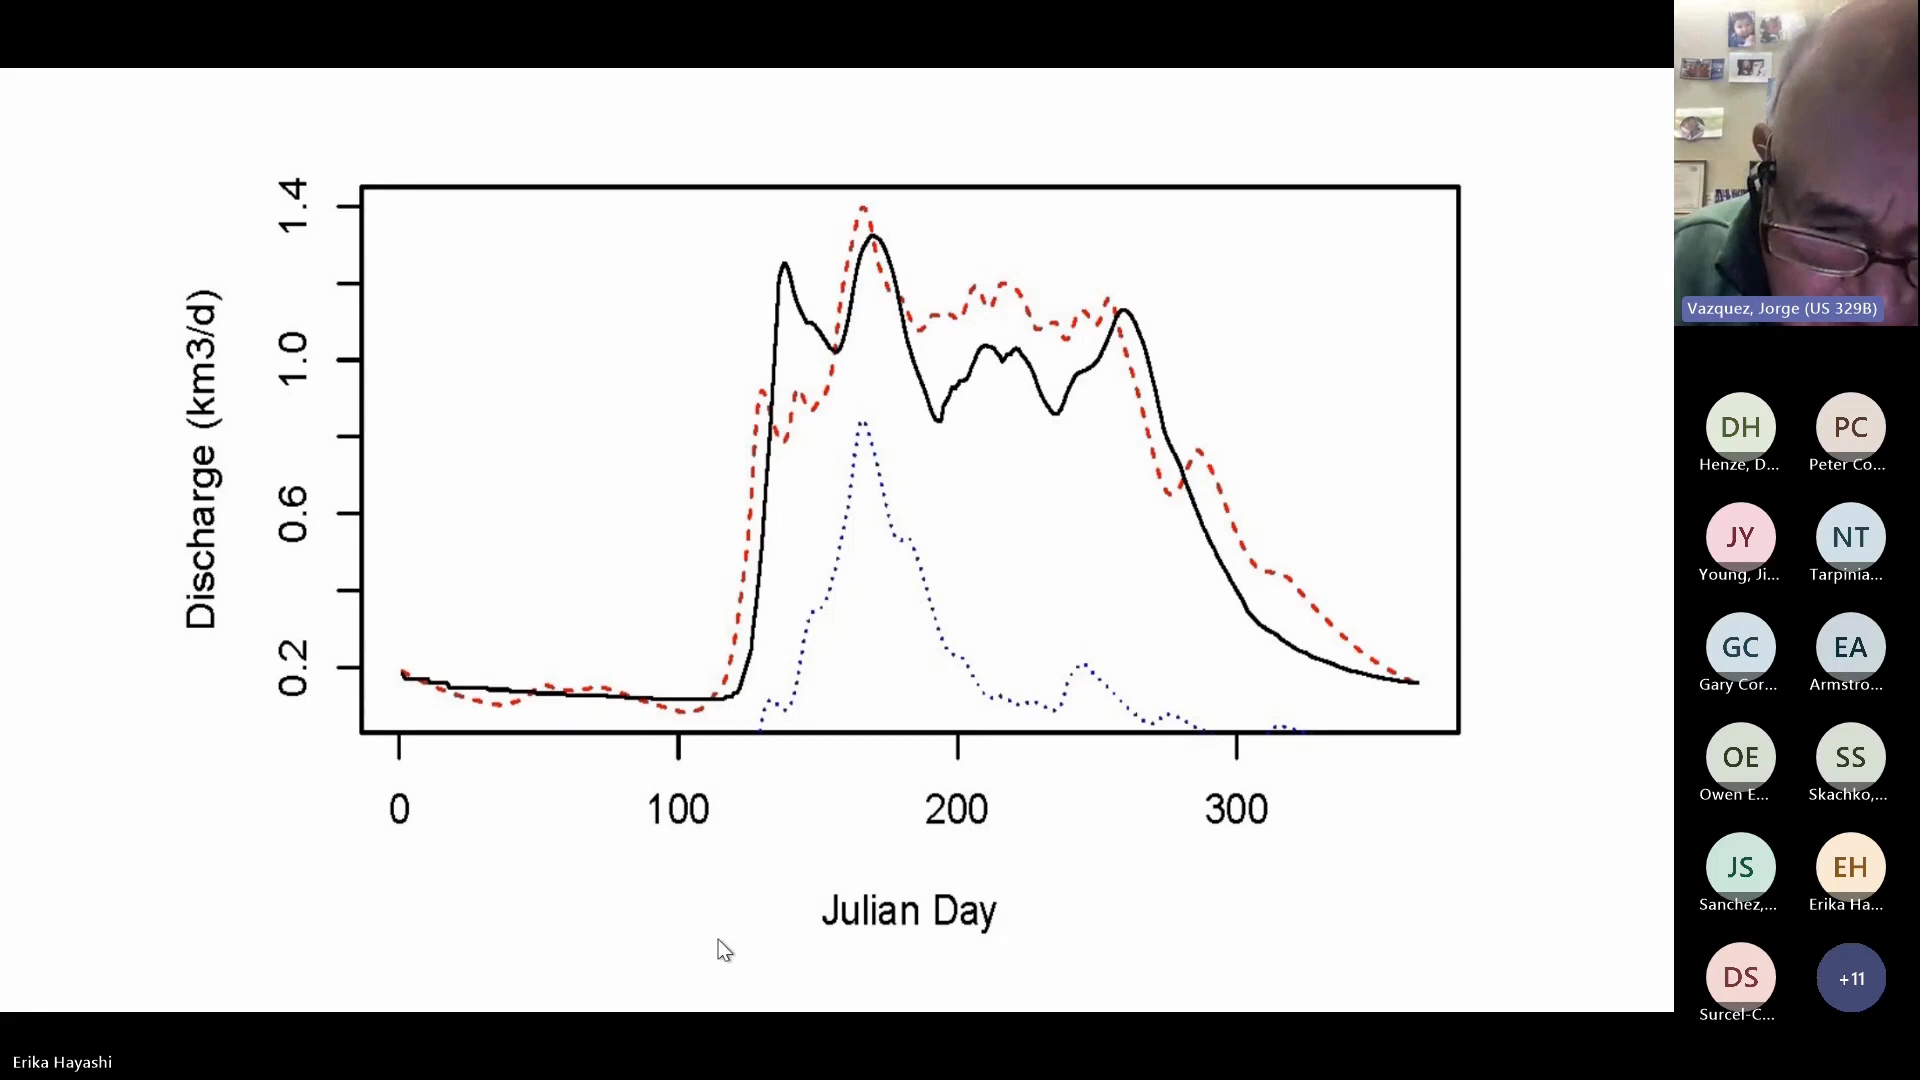 Discharge (km3/d)
1.4
1.0
0.6
0.2
0
100
200
300
Julian Day
Vazquez, Jorge (US 329B)
DH
Henze, D...
PC
Peter Co...
JY
Young, Ji...
NT
Tarpinia...
GC
Gary Cor...
EA
Armstro...
OE
Owen E...
SS
Skachko,...
JS
Sanchez,...
EH
Erika Ha...
DS
Surcel-C...
+11
Erika Hayashi